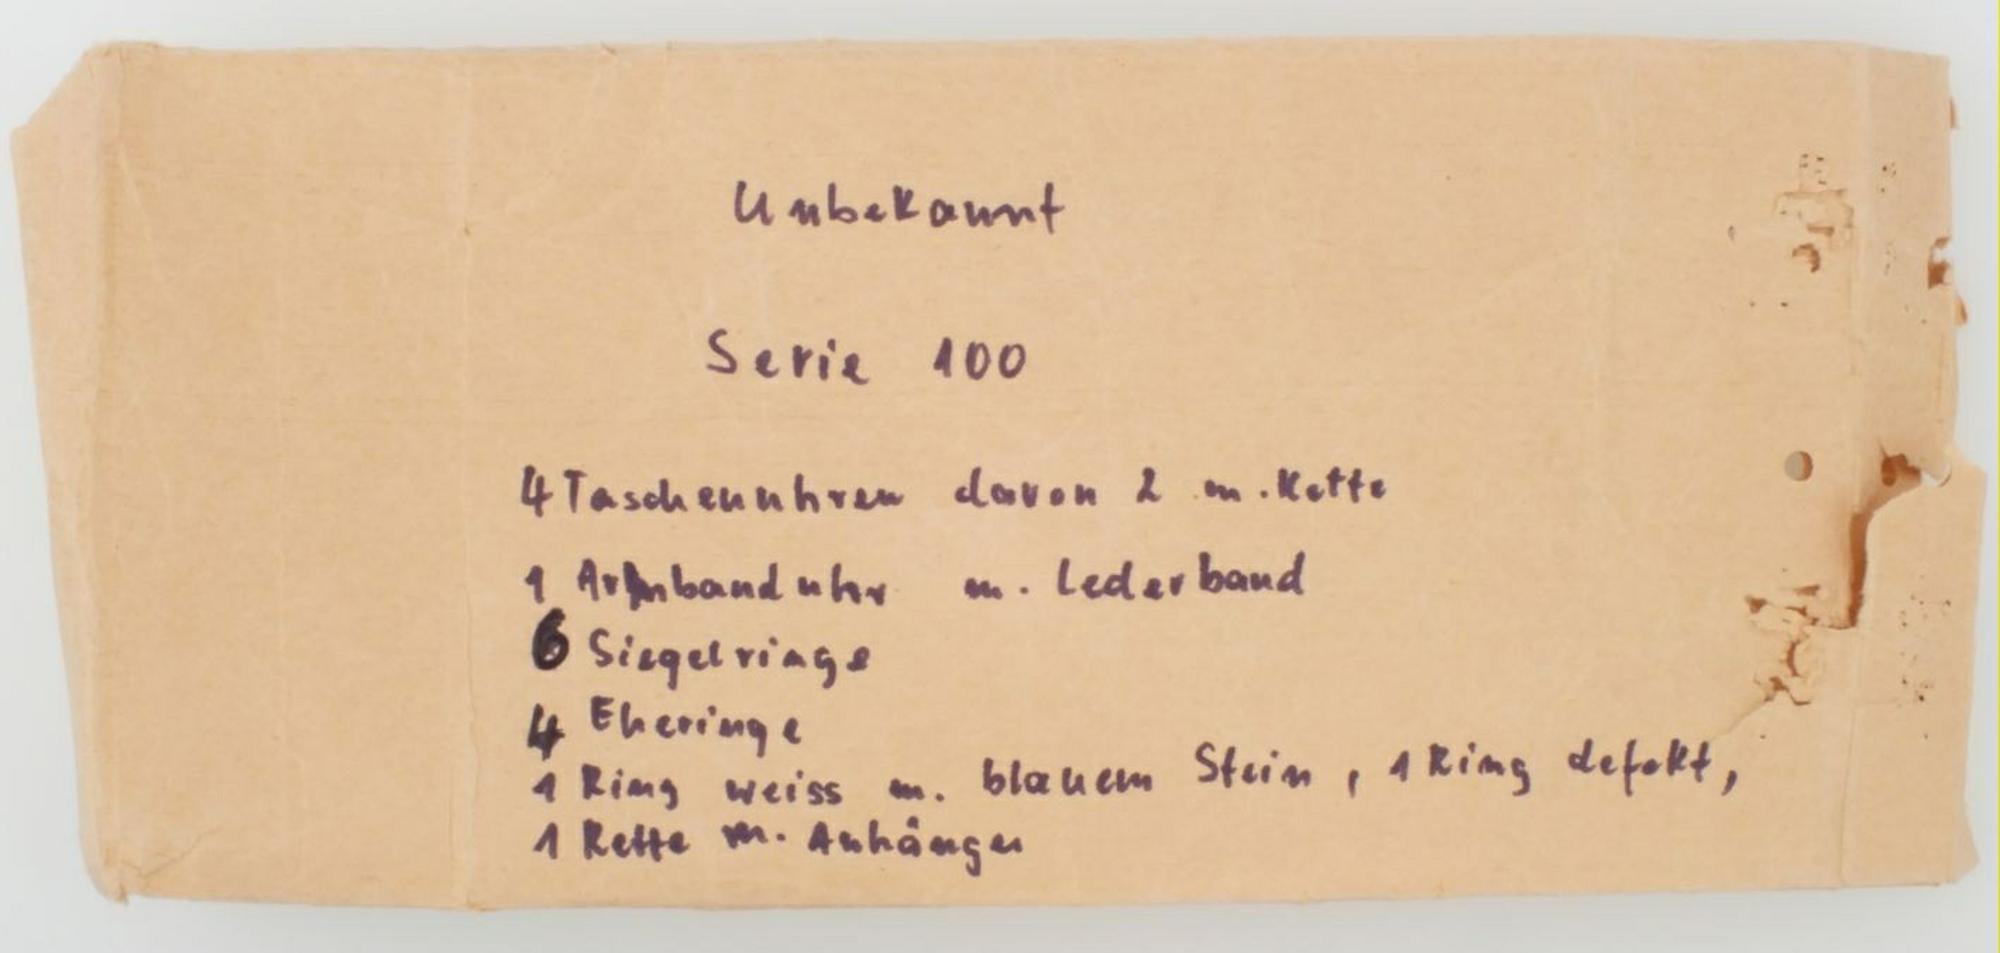 Unbekannt
Serie 100
4 Taschenuhren davon 2 m. Kette
1 Armbanduhr m. Lederband
6 Siegelringe
4 Eheringe
1 Ring weiss m. blauem Stein, 1 Ring defekt,
1 Kette m. Anhänger